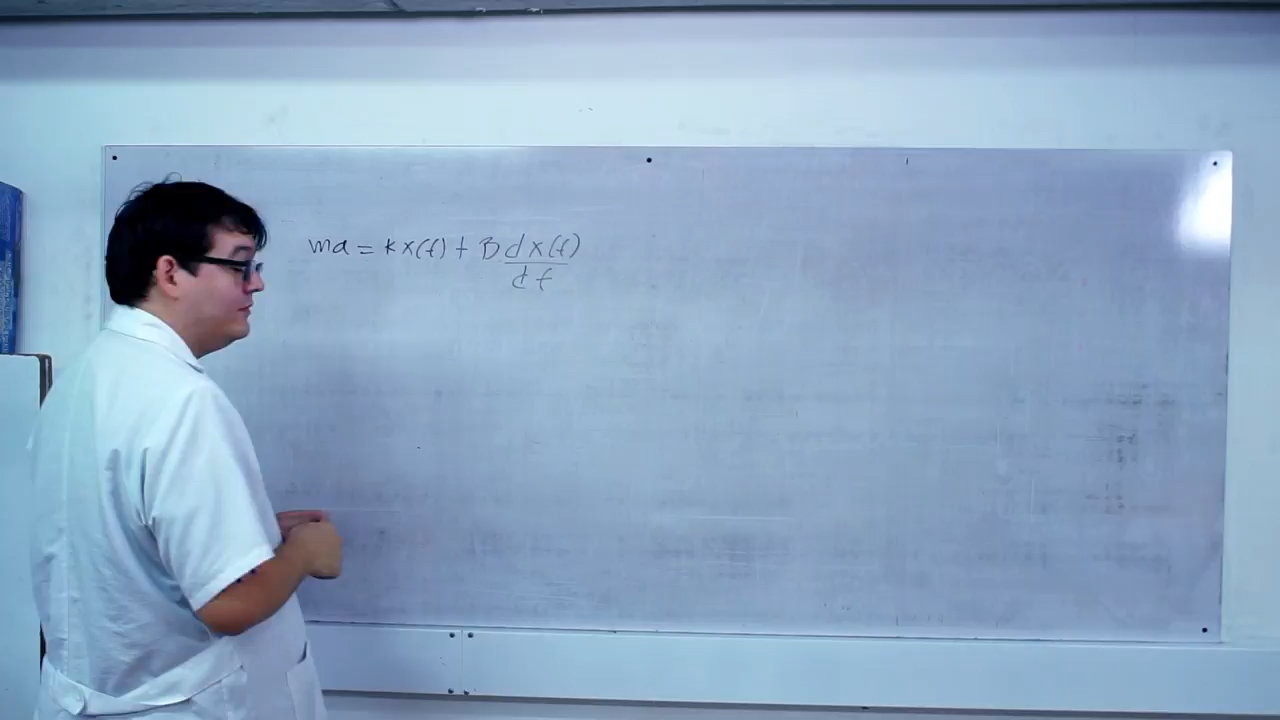 ma = kx(t) + B dx(t)
dt